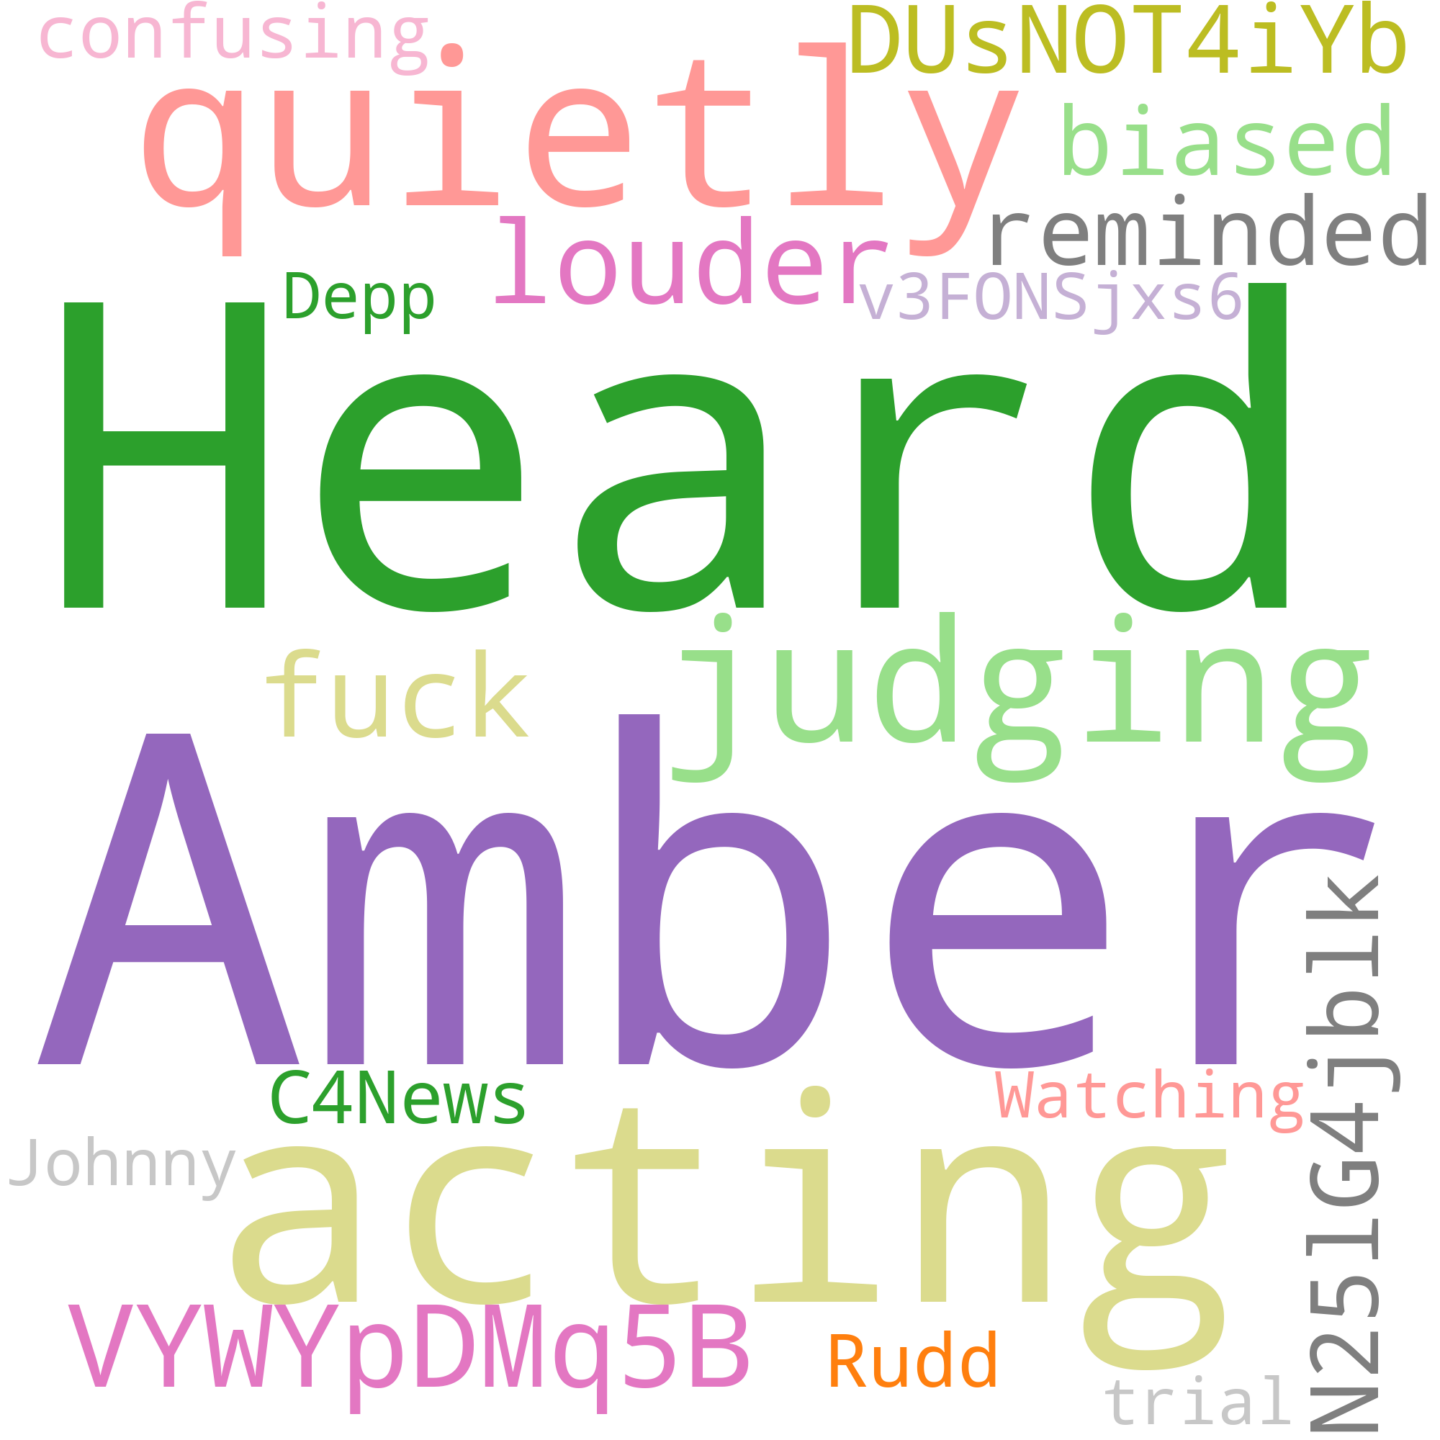 confusing
DUsNOT4iYb
quietly
biased
reminded
louder
Depp
v3FONSjxs6
Heard
fuck
judging
Amber
N25lG4jblk
C4News
Watching
Johnny
acting
VYWYpDMq5B
Rudd
trial